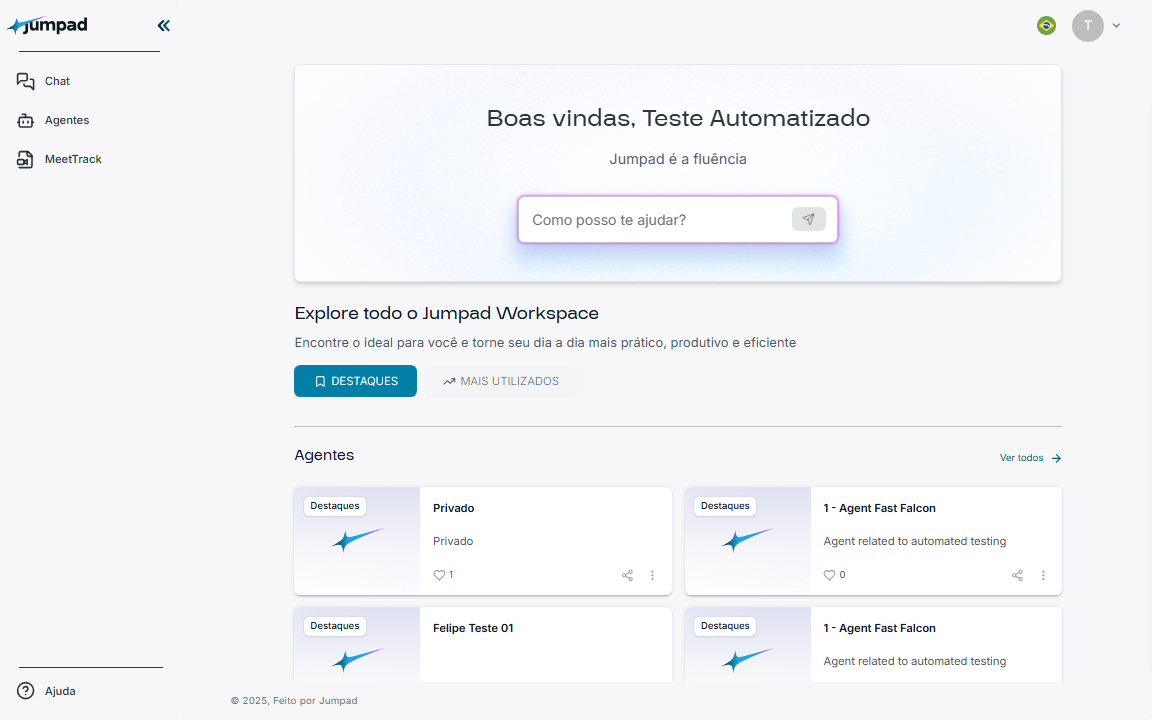 jumpad
T
Chat
Agentes
MeetTrack
Boas vindas, Teste Automatizado
Jumpad é a fluência
Como posso te ajudar?
Explore todo o Jumpad Workspace
Encontre o ideal para você e torne seu dia a dia mais prático, produtivo e eficiente
DESTAQUES
MAIS UTILIZADOS
Agentes
Ver todos
Destaques
Privado
Privado
1
Destaques
1 - Agent Fast Falcon
Agent related to automated testing
0
Destaques
Felipe Teste 01
Destaques
1 - Agent Fast Falcon
Agent related to automated testing
Ajuda
© 2025, Feito por Jumpad